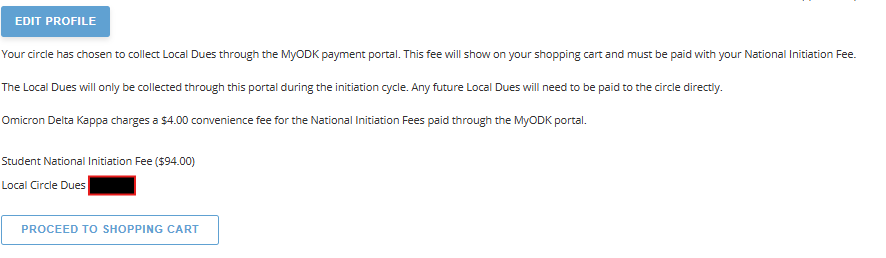 EDIT PROFILE
Your circle has chosen to collect Local Dues through the MyODK payment portal. This fee will show on your shopping cart and must be paid with your National Initiation Fee.
The Local Dues will only be collected through this portal during the initiation cycle. Any future Local Dues will need to be paid to the circle directly.
Omicron Delta Kappa charges a $4.00 convenience fee for the National Initiation Fees paid through the MyODK portal.
Student National Initiation Fee ($94.00)
Local Circle Dues
PROCEED TO SHOPPING CART